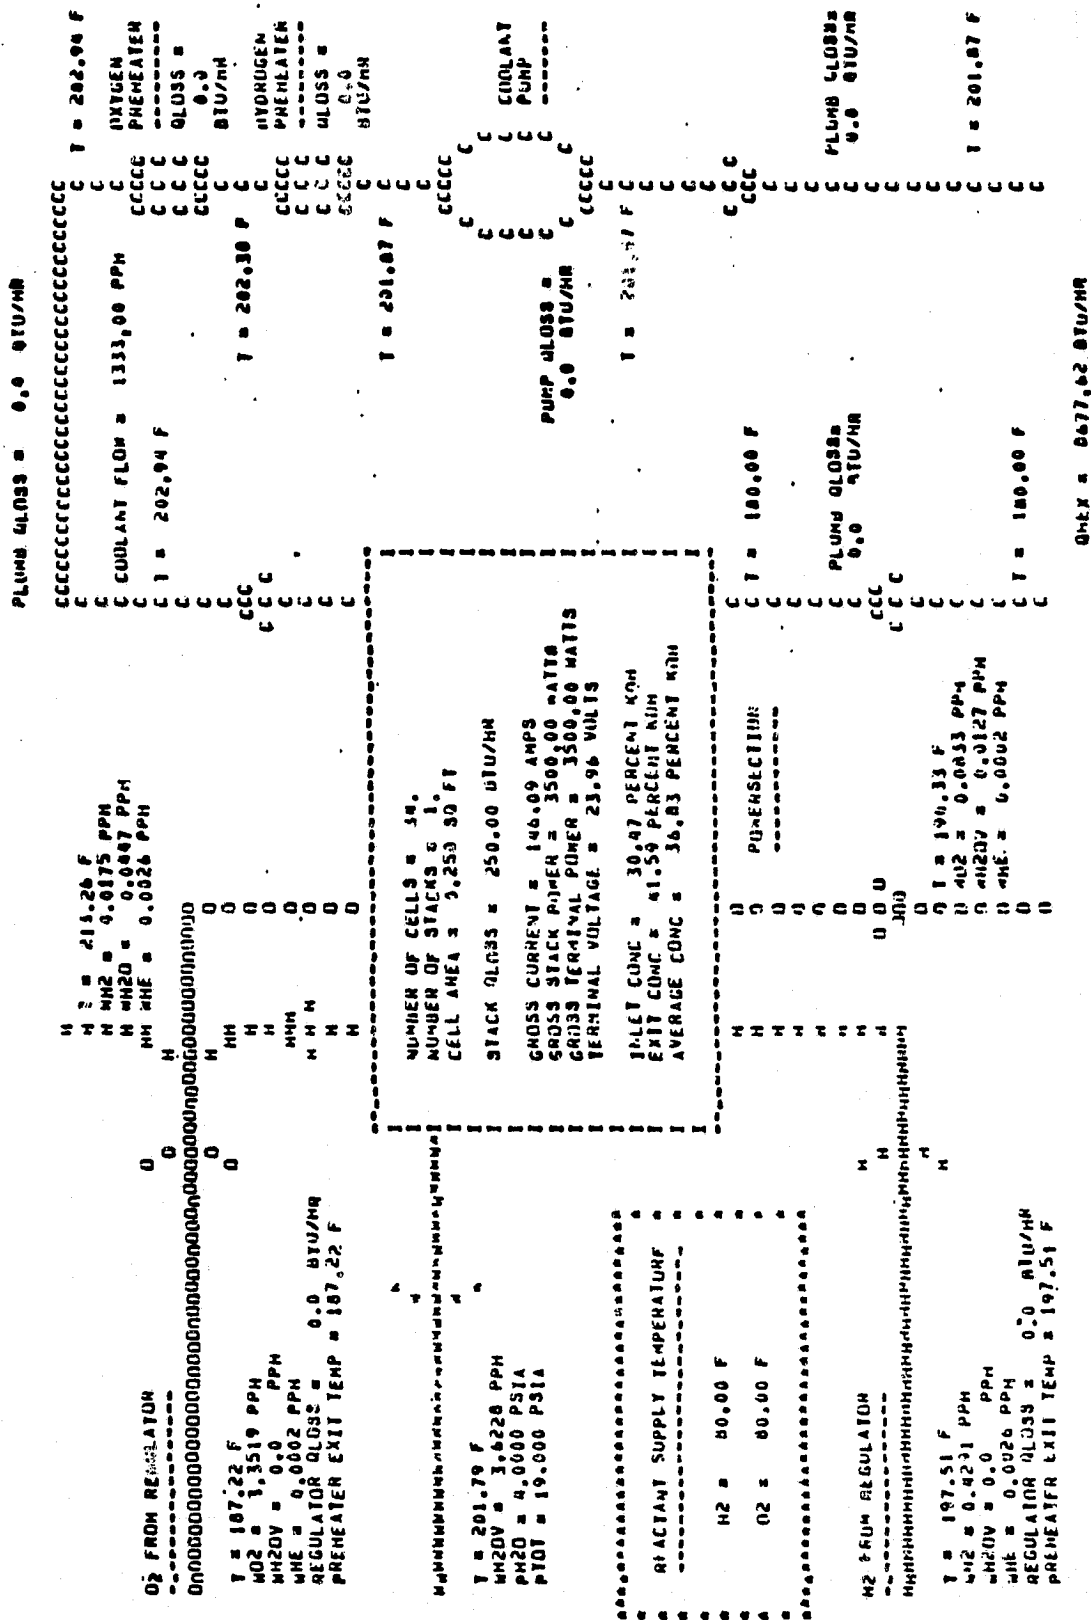 PLUMB QLOSS = 0.0 BTU/HR
CCCCCCCCCCCCCCCCCCCCCCCCCCCCCCCCCC
T = 202.94 F
COOLANT FLOW = 1333.00 PPH
T = 202.94 F
OXYGEN
PREHEATER
---------
QLOSS =
0.0
BTU/HR
T = 202.30 F
HYDROGEN
PREHEATER
---------
QLOSS =
0.0
BTU/HR
T = 201.87 F
COOLANT
PUMP
-------
PUMP QLOSS =
0.0 BTU/HR
T = F
PLUMB QLOSS=
0.0 BTU/HR
T = 201.87 F
T = 180.00 F
PLUMB QLOSS=
0.0 BTU/HR
T = 180.00 F
QHEX = 8677.62 BTU/HR
F
WH2 = PPH
WH2O = PPH
WHE = 0.0026 PPH
O2 FROM REGULATOR
T = 187.22 F
WO2 = 3.3519 PPH
WH2OV = 0.0 PPH
WHE = 0.0002 PPH
REGULATOR QLOSS = 0.0 BTU/HR
PREHEATER EXIT TEMP = 187.22 F
NUMBER OF CELLS = 34.
NUMBER OF STACKS = 1.
CELL AREA = 0.250 SQ FT
STACK QLOSS = 250.00 BTU/HR
GROSS CURRENT = 146.09 AMPS
GROSS STACK POWER = 3500.00 WATTS
GROSS TERMINAL POWER = 3500.00 WATTS
TERMINAL VOLTAGE = 23.96 VOLTS
INLET CONC = 30.47 PERCENT KOH
EXIT CONC = 41.59 PERCENT KOH
AVERAGE CONC = 36.83 PERCENT KOH
T = 201.79 F
WH2OV = 3.6228 PPH
PH2O = 4.0000 PSIA
PTOT = 19.000 PSIA
REACTANT SUPPLY TEMPERATURE
---------------------------
H2 = 80.00 F
O2 = 80.00 F
POWERSECTION
------------
T = 190.33 F
WO2 = PPH
WH2OV = 0.0127 PPH
WHE = 0.0002 PPH
H2 FROM REGULATOR
T = 197.51 F
WH2 = PPH
WH2OV = 0.0 PPH
WHE = 0.0026 PPH
REGULATOR QLOSS = 0.0 BTU/HR
PREHEATER EXIT TEMP = 197.51 F